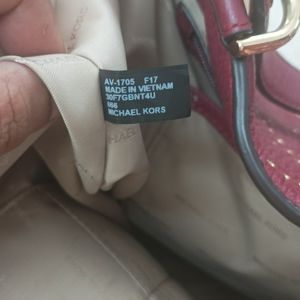 AV-1705 F17
MADE IN VIETNAM
30F7GBNT4U
666
MICHAEL KORS